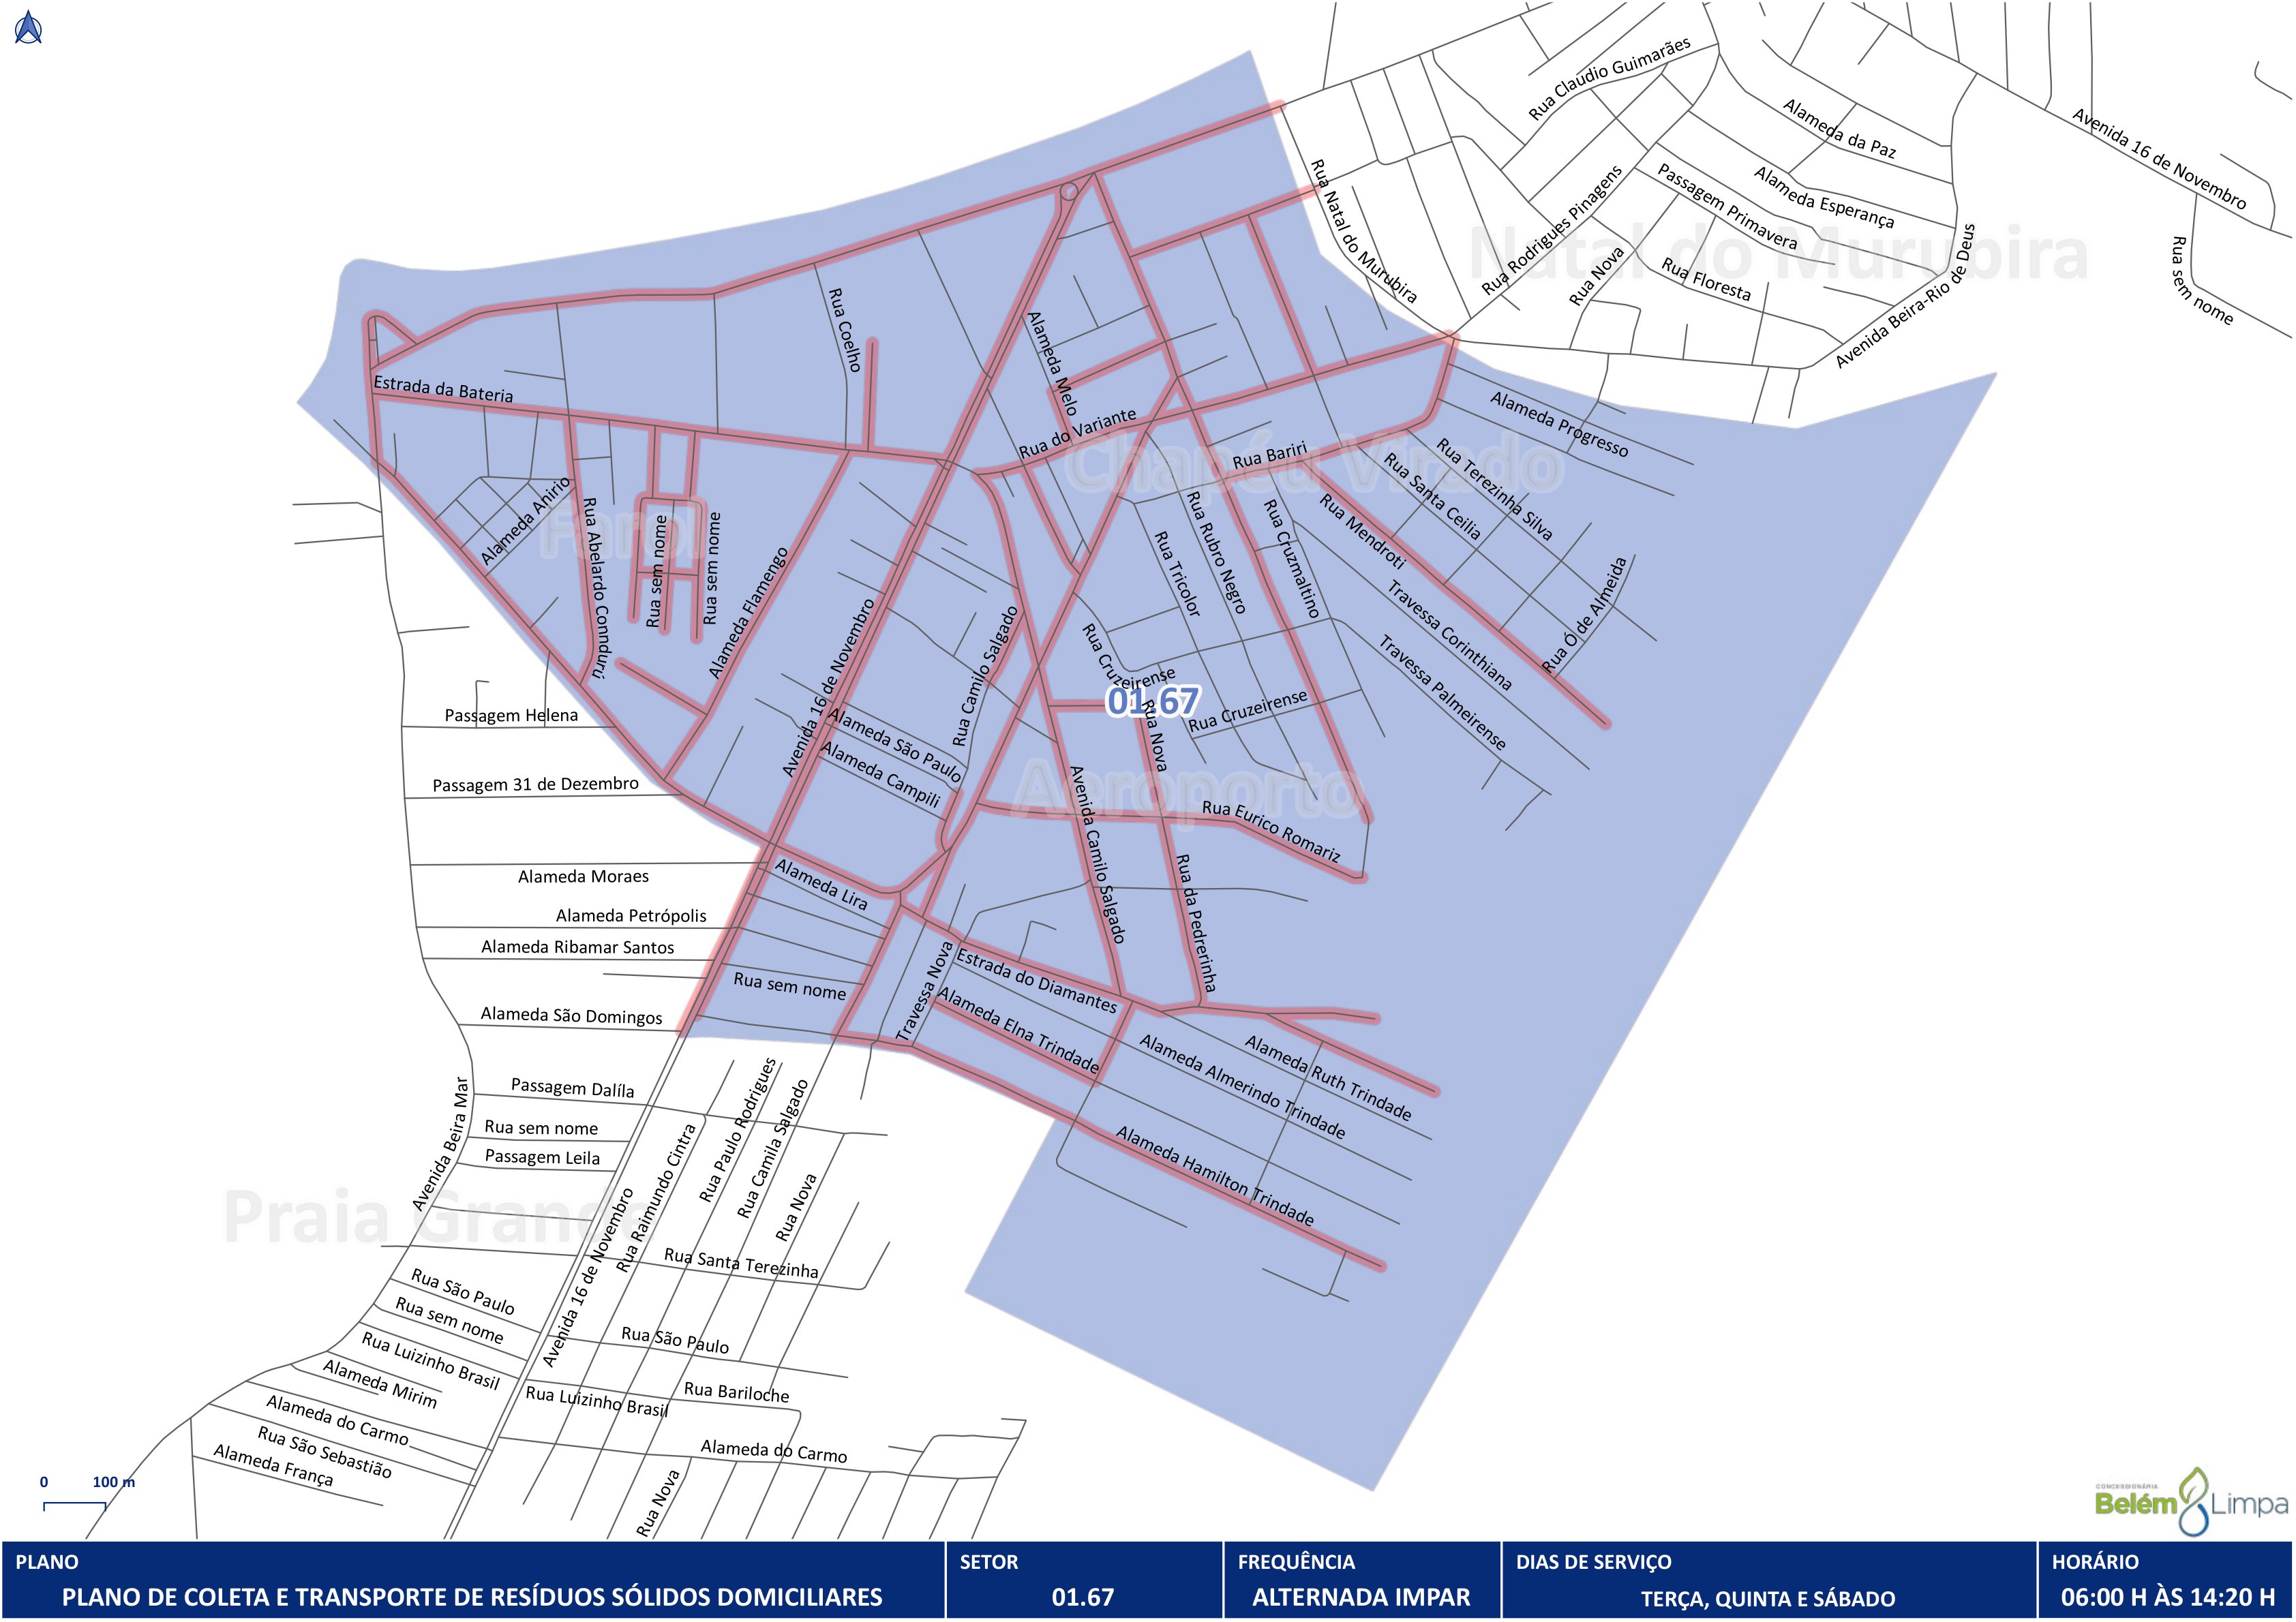 Rua Claudio Guimarães
Alameda da Paz
Avenida 16 de Novembro
Rua Natal do Murubira
Rua Rodrigues Pinagens
Passagem Primavera
Alameda Esperança
Natal do Murubira
Rua Nova
Rua Floresta
Avenida Beira-Rio de Deus
Rua sem nome
Rua Coelho
Alameda Melo
Estrada da Bateria
Rua do Variante
Chapéu Virado
Rua Bariri
Alameda Progresso
Rua Terezinha Silva
Rua Santa Ceilia
Alameda Anirio
Farol
Rua Abelardo Conndurú
Rua sem nome
Rua sem nome
Alameda Flamengo
Rua Tricolor
Rua Rubro Negro
Rua Cruzmaltino
Rua Mendroti
Travessa Corinthiana
Rua Ó de Almeida
Travessa Palmeirense
Avenida 16 de Novembro
Rua Camilo Salgado
Rua Cruzeirense
01.67
Rua Nova
Rua Cruzeirense
Passagem Helena
Alameda São Paulo
Alameda Campili
Passagem 31 de Dezembro
Aeroporto
Avenida Camilo Salgado
Rua Eurico Romariz
Alameda Moraes
Alameda Lira
Rua da Pedrerinha
Alameda Petrópolis
Alameda Ribamar Santos
Rua sem nome
Travessa Nova
Estrada do Diamantes
Alameda São Domingos
Alameda Elna Trindade
Alameda Almerindo Trindade
Alameda Ruth Trindade
Passagem Dalíla
Avenida Beira Mar
Rua sem nome
Passagem Leila
Rua Raimundo Cintra
Rua Paulo Rodrigues
Rua Camila Salgado
Rua Nova
Alameda Hamilton Trindade
Praia Grande
Avenida 16 de Novembro
Rua Santa Terezinha
Rua São Paulo
Rua sem nome
Rua Luizinho Brasil
Alameda Mirim
Rua São Paulo
Rua Bariloche
Rua Luizinho Brasil
Alameda do Carmo
Rua São Sebastião
Alameda França
Alameda do Carmo
Rua Nova
0 100 m
CONCESSIONÁRIA
Belém Limpa
PLANO
PLANO DE COLETA E TRANSPORTE DE RESÍDUOS SÓLIDOS DOMICILIARES
SETOR
01.67
FREQUÊNCIA
ALTERNADA IMPAR
DIAS DE SERVIÇO
TERÇA, QUINTA E SÁBADO
HORÁRIO
06:00 H ÀS 14:20 H